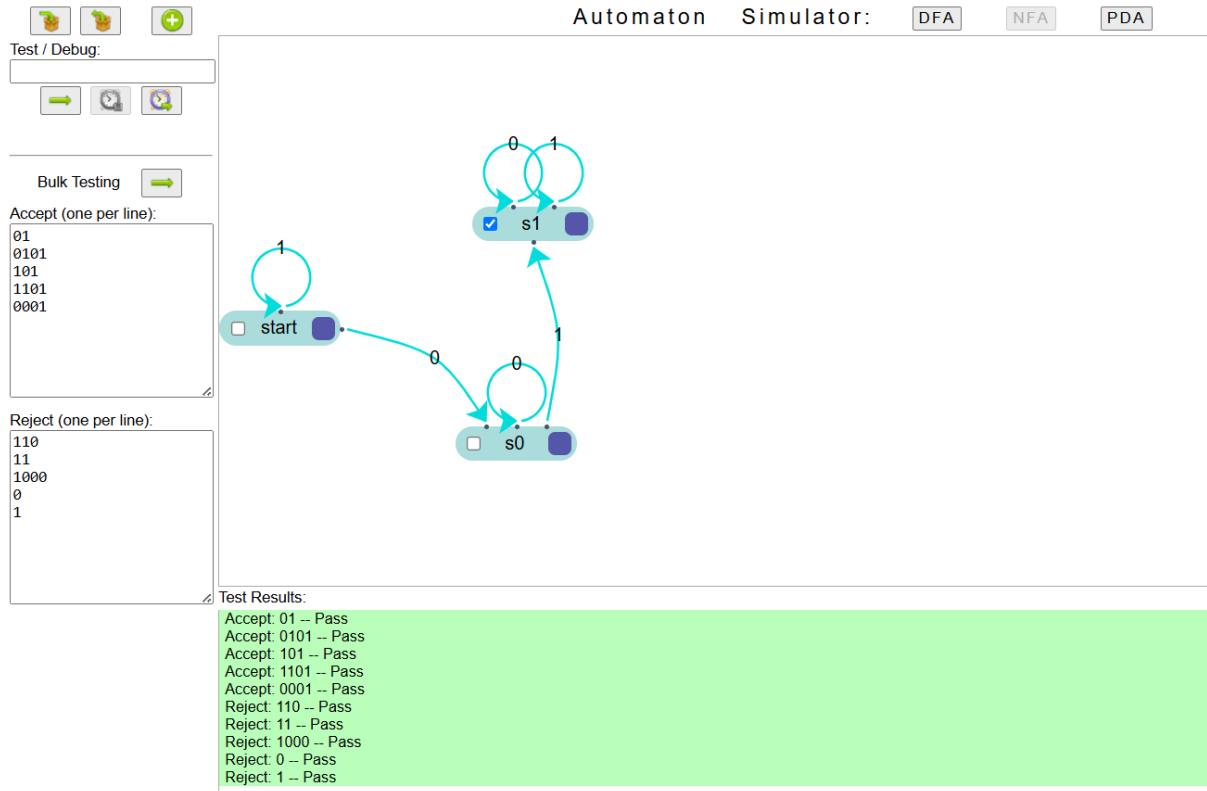 Automaton Simulator: DFA NFA PDA
Test / Debug:
Bulk Testing
Accept (one per line):
01
0101
101
1101
0001
Reject (one per line):
110
11
1000
0
1
0
1
s1
1
start
0
1
0
s0
Test Results:
Accept: 01 -- Pass
Accept: 0101 -- Pass
Accept: 101 -- Pass
Accept: 1101 -- Pass
Accept: 0001 -- Pass
Reject: 110 -- Pass
Reject: 11 -- Pass
Reject: 1000 -- Pass
Reject: 0 -- Pass
Reject: 1 -- Pass